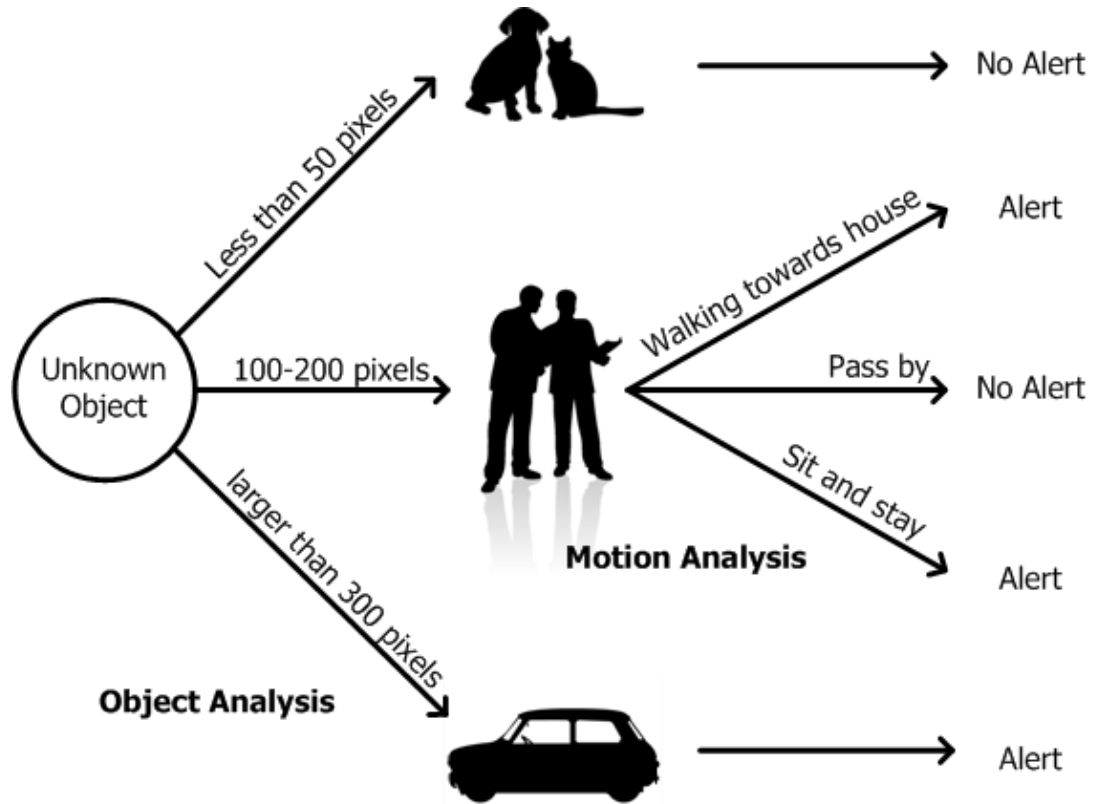 Less than 50 pixels
No Alert
Walking towards house
Alert
Unknown
Object
100-200 pixels
Pass by
No Alert
Sit and stay
Alert
Motion Analysis
larger than 300 pixels
Object Analysis
Alert